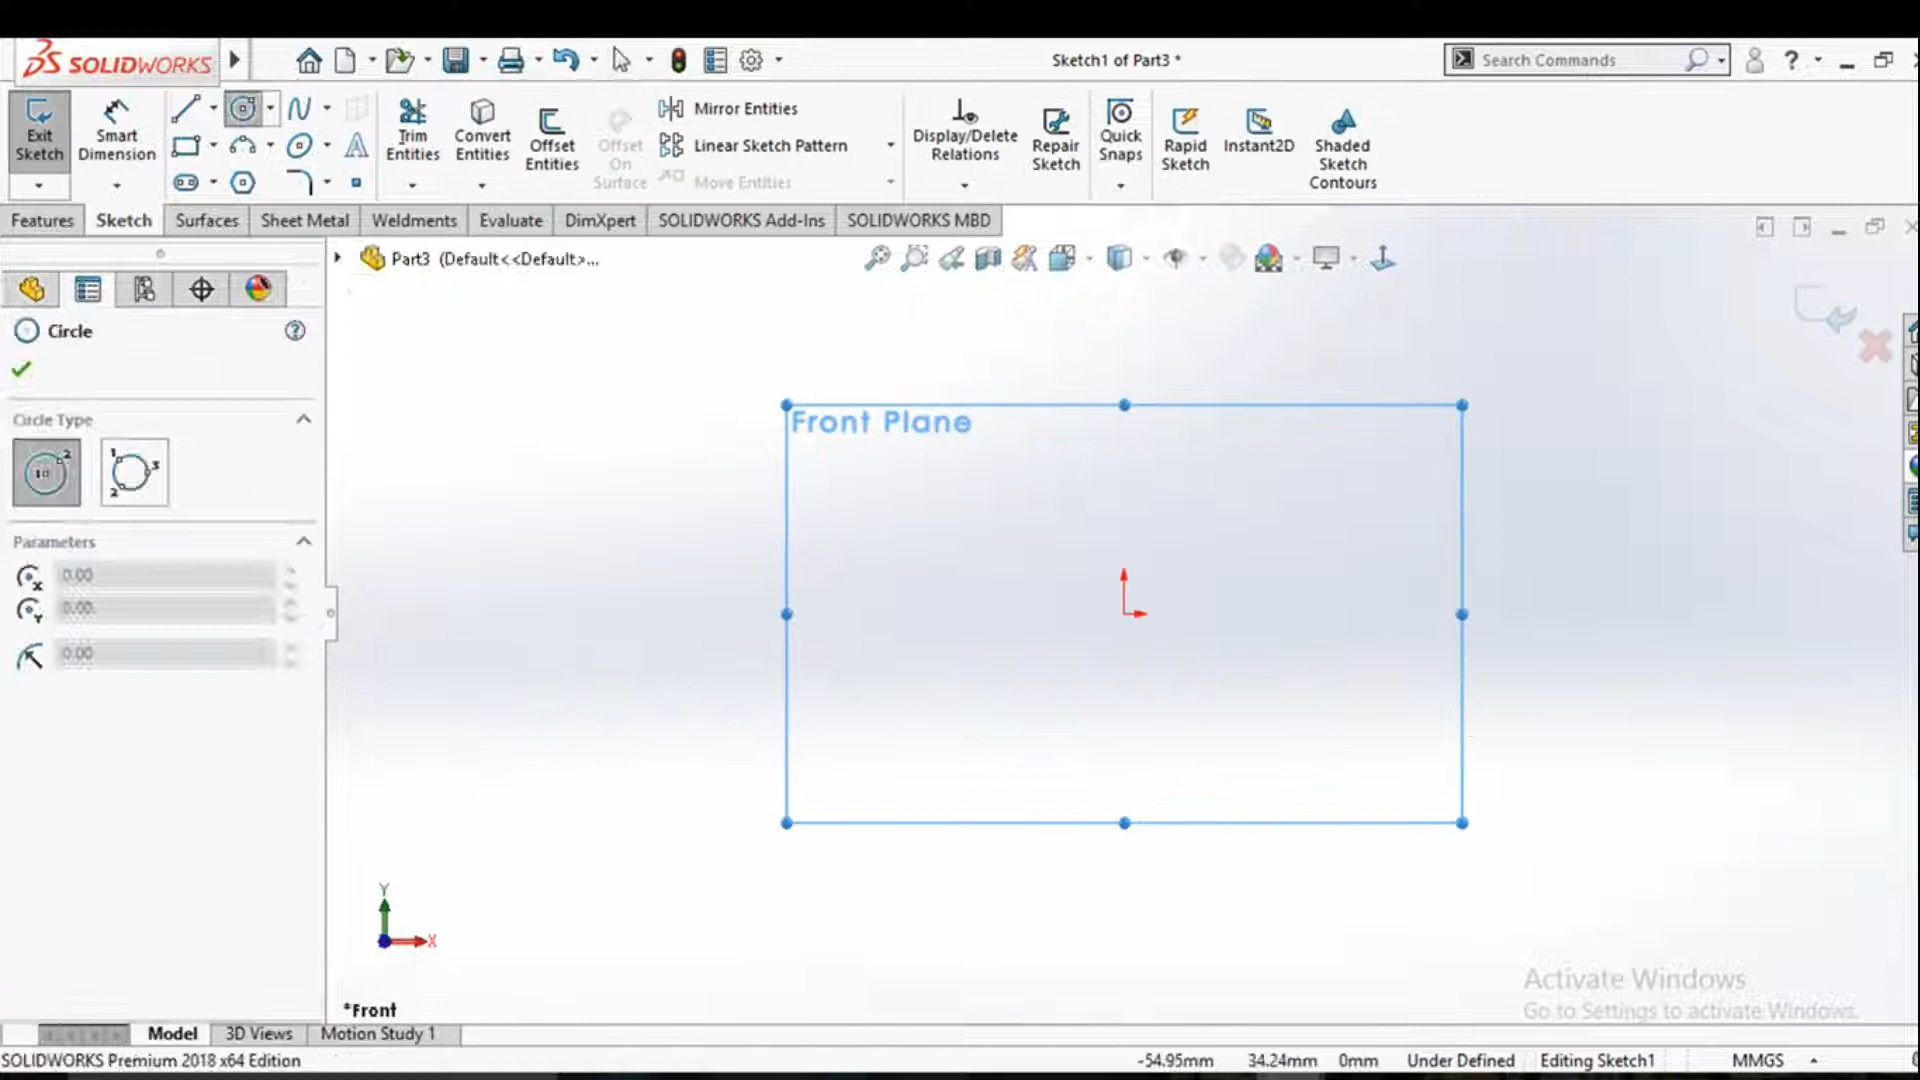 SOLIDWORKS
Sketch1 of Part3 *
Search Commands
?
Exit Sketch
Smart Dimension
Trim Entities
Convert Entities
Offset Entities
Offset On Surface
Mirror Entities
Linear Sketch Pattern
Move Entities
Display/Delete Relations
Repair Sketch
Quick Snaps
Rapid Sketch
Instant2D
Shaded Sketch Contours
Features
Sketch
Surfaces
Sheet Metal
Weldments
Evaluate
DimXpert
SOLIDWORKS Add-Ins
SOLIDWORKS MBD
Part3 (Default<<Default>...
Circle
?
Circle Type
Parameters
0.00
0.00
0.00
Front Plane
Y
X
*Front
Activate Windows
Go to Settings to activate Windows.
Model
3D Views
Motion Study 1
SOLIDWORKS Premium 2018 x64 Edition
-54.95mm
34.24mm
0mm
Under Defined
Editing Sketch1
MMGS